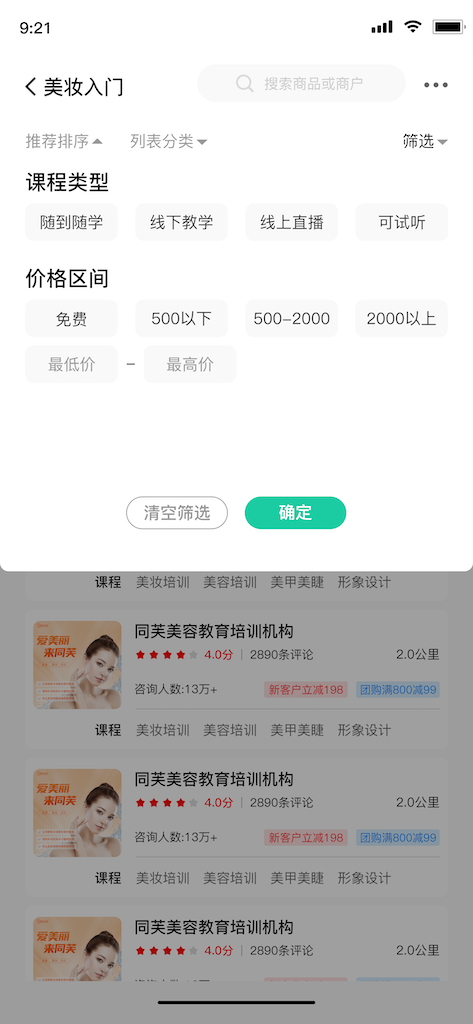 9:21
美妆入门
搜索商品或商户
推荐排序 列表分类 筛选
课程类型
随到随学 线下教学 线上直播 可试听
价格区间
免费 500以下 500-2000 2000以上
最低价 - 最高价
清空筛选 确定
课程 美妆培训 美容培训 美甲美睫 形象设计
爱美丽
来同芙
同芙美容教育培训机构
4.0分 | 2890条评论 2.0公里
咨询人数:13万+ 新客户立减198 团购满800减99
课程 美妆培训 美容培训 美甲美睫 形象设计
爱美丽
来同芙
同芙美容教育培训机构
4.0分 | 2890条评论 2.0公里
咨询人数:13万+ 新客户立减198 团购满800减99
课程 美妆培训 美容培训 美甲美睫 形象设计
爱美丽
来同芙
同芙美容教育培训机构
4.0分 | 2890条评论 2.0公里